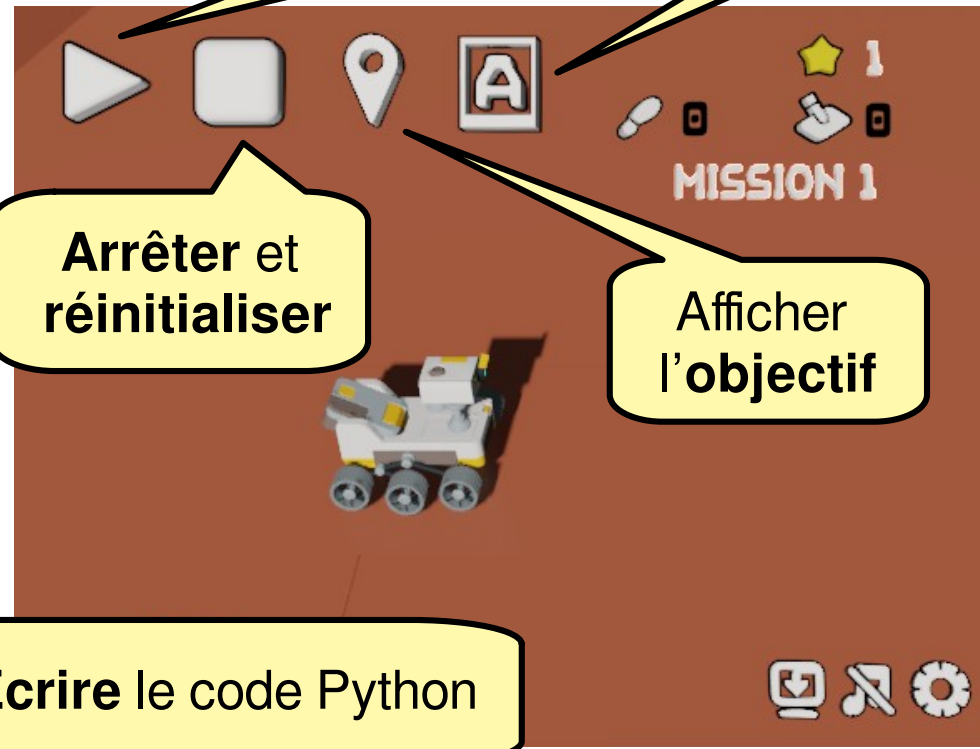 A
1
0
0
MISSION 1
Arrêter et
réinitialiser
Afficher
l’objectif
Écrire le code Python